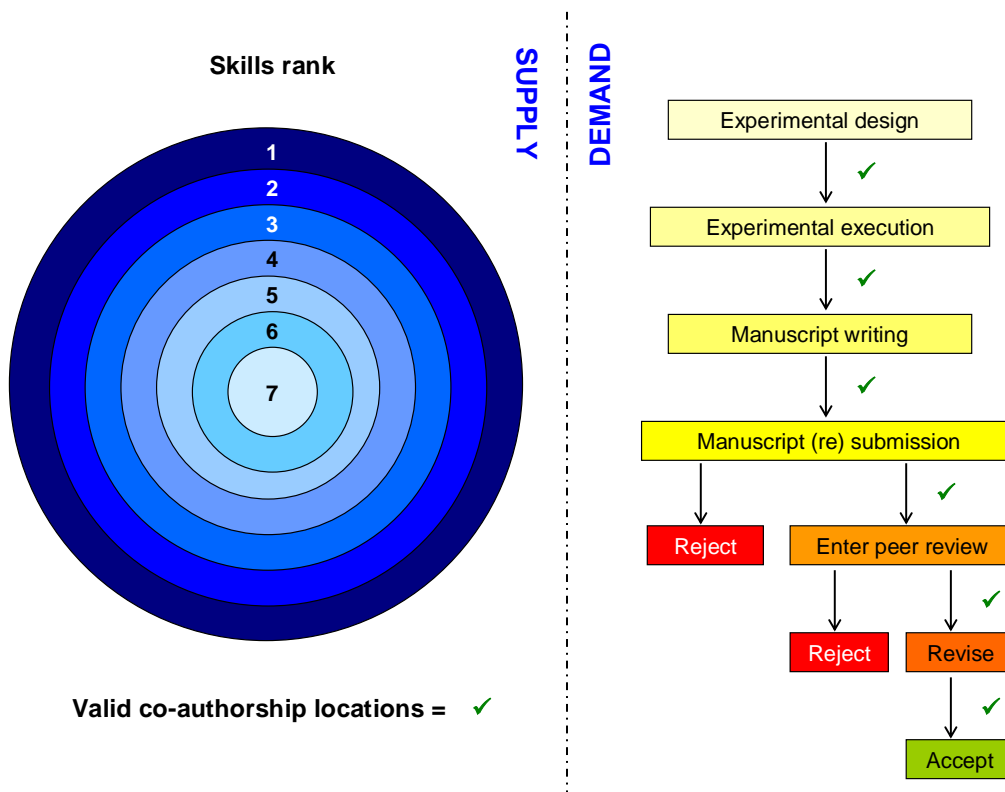 Skills rank
SUPPLY
DEMAND
1
2
3
4
5
6
7
Valid co-authorship locations = ✓
Experimental design
✓
Experimental execution
✓
Manuscript writing
✓
Manuscript (re) submission
✓
Reject
Enter peer review
✓
Reject
Revise
✓
Accept